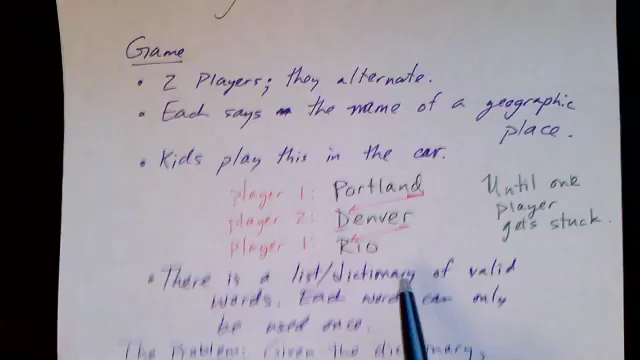 Game
• 2 Players; they alternate.
• Each says the name of a geographic
place.
• Kids play this in the car.
player 1: Portland
player 2: Denver
player 1: Rio
Until one
player
gets stuck.
• There is a list/dictionary of valid
words. Each word can only
be used once.
The Problem: Given the dictionary,